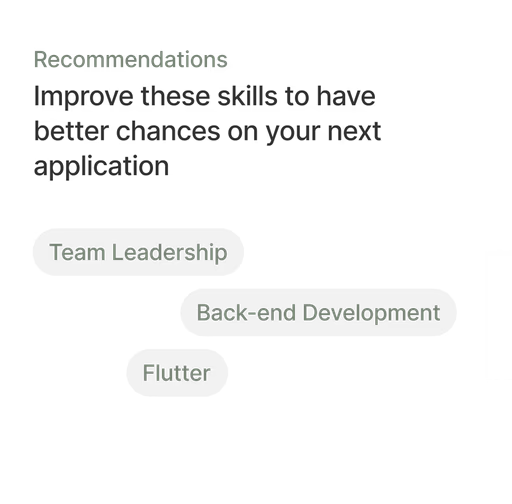 Recommendations
Improve these skills to have
better chances on your next
application
Team Leadership
Back-end Development
Flutter